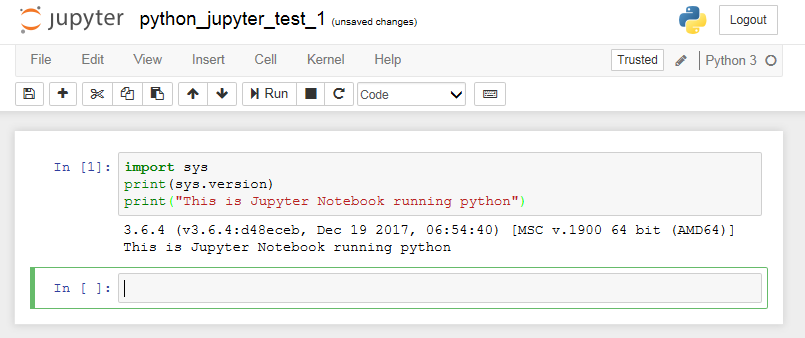 jupyter python_jupyter_test_1 (unsaved changes) Logout
File Edit View Insert Cell Kernel Help Trusted Python 3
Run Code
In [1]: import sys
print(sys.version)
print("This is Jupyter Notebook running python")
3.6.4 (v3.6.4:d48eceb, Dec 19 2017, 06:54:40) [MSC v.1900 64 bit (AMD64)]
This is Jupyter Notebook running python
In [ ]: